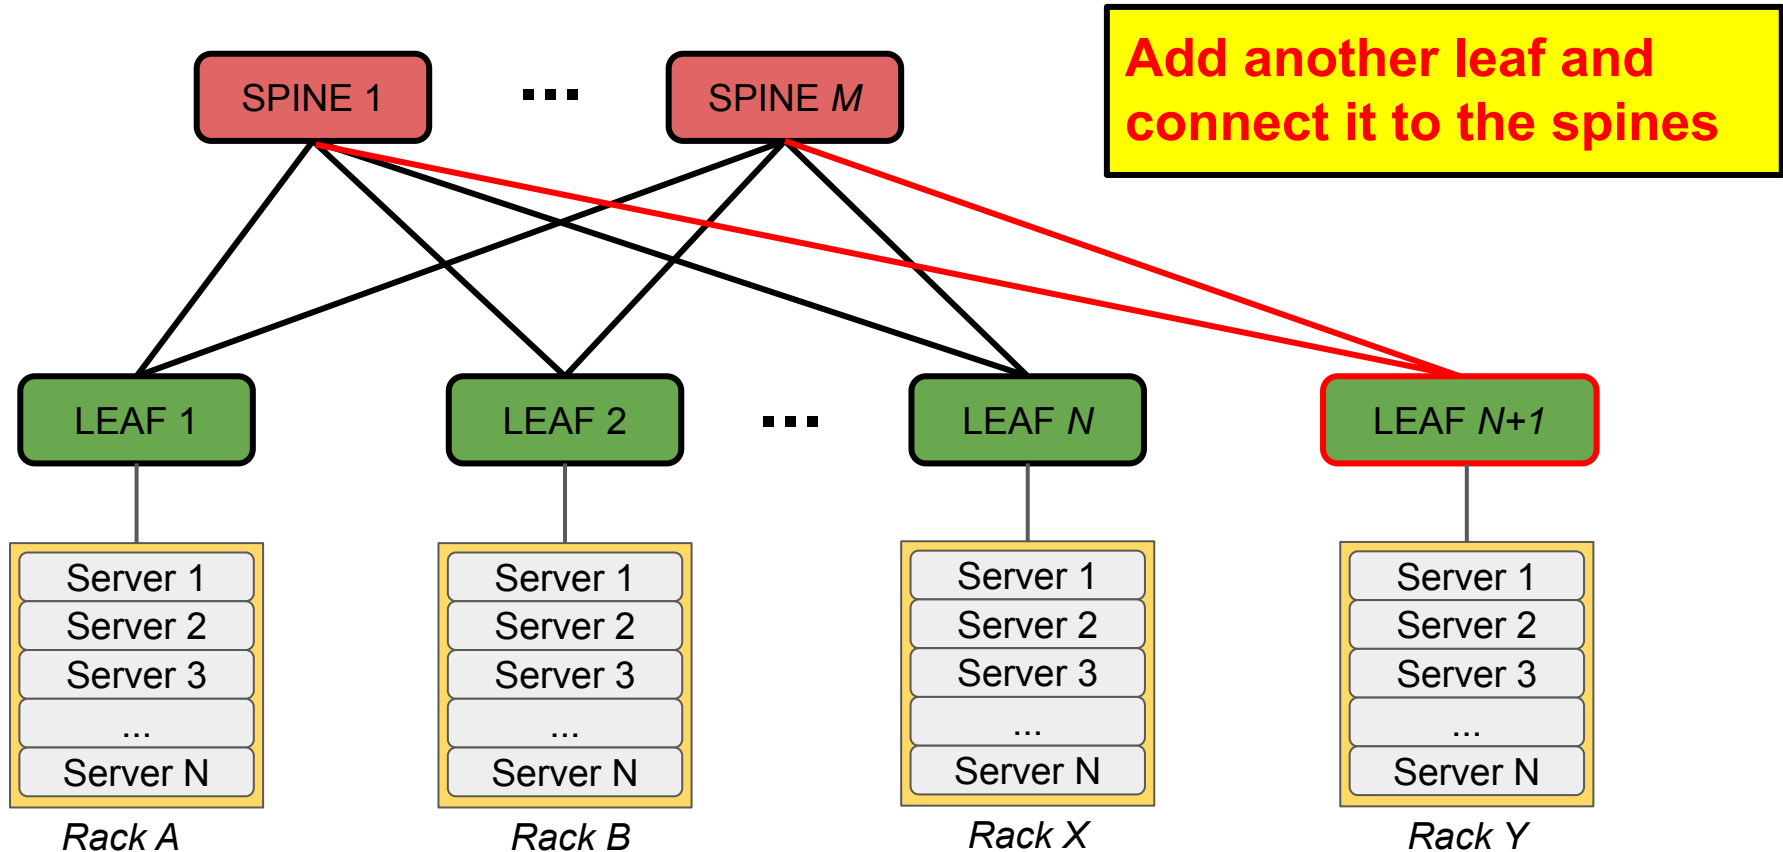 Add another leaf and
connect it to the spines
SPINE 1
...
SPINE M
LEAF 1
LEAF 2
...
LEAF N
LEAF N+1
Server 1
Server 2
Server 3
...
Server N
Rack A
Server 1
Server 2
Server 3
...
Server N
Rack B
Server 1
Server 2
Server 3
...
Server N
Rack X
Server 1
Server 2
Server 3
...
Server N
Rack Y